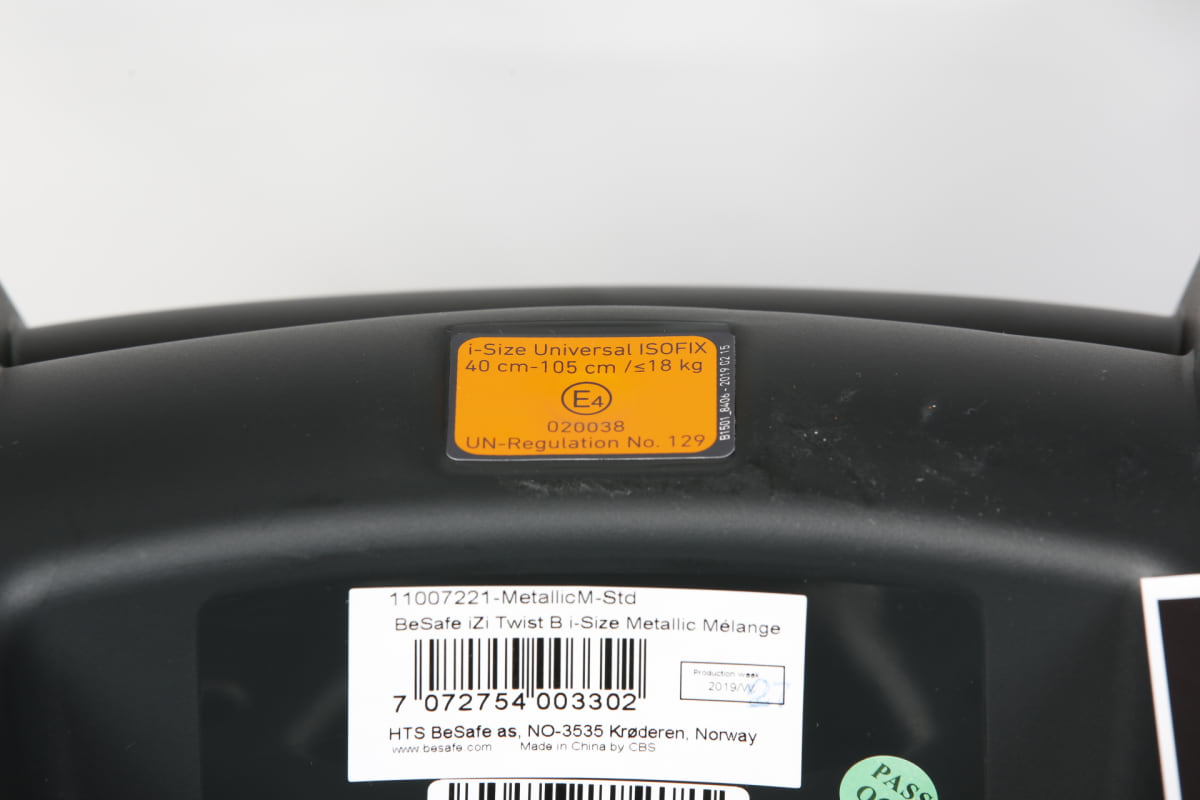 i-Size Universal ISOFIX
40 cm-105 cm /≤18 kg
E4
020038
UN-Regulation No. 129
B1501_8406 - 2019 02 15
11007221-MetallicM-Std
BeSafe iZi Twist B i-Size Metallic Mélange
Production week
2019/W27
7 072754 003302
HTS BeSafe as, NO-3535 Krøderen, Norway
www.besafe.com Made in China by CBS
PASS